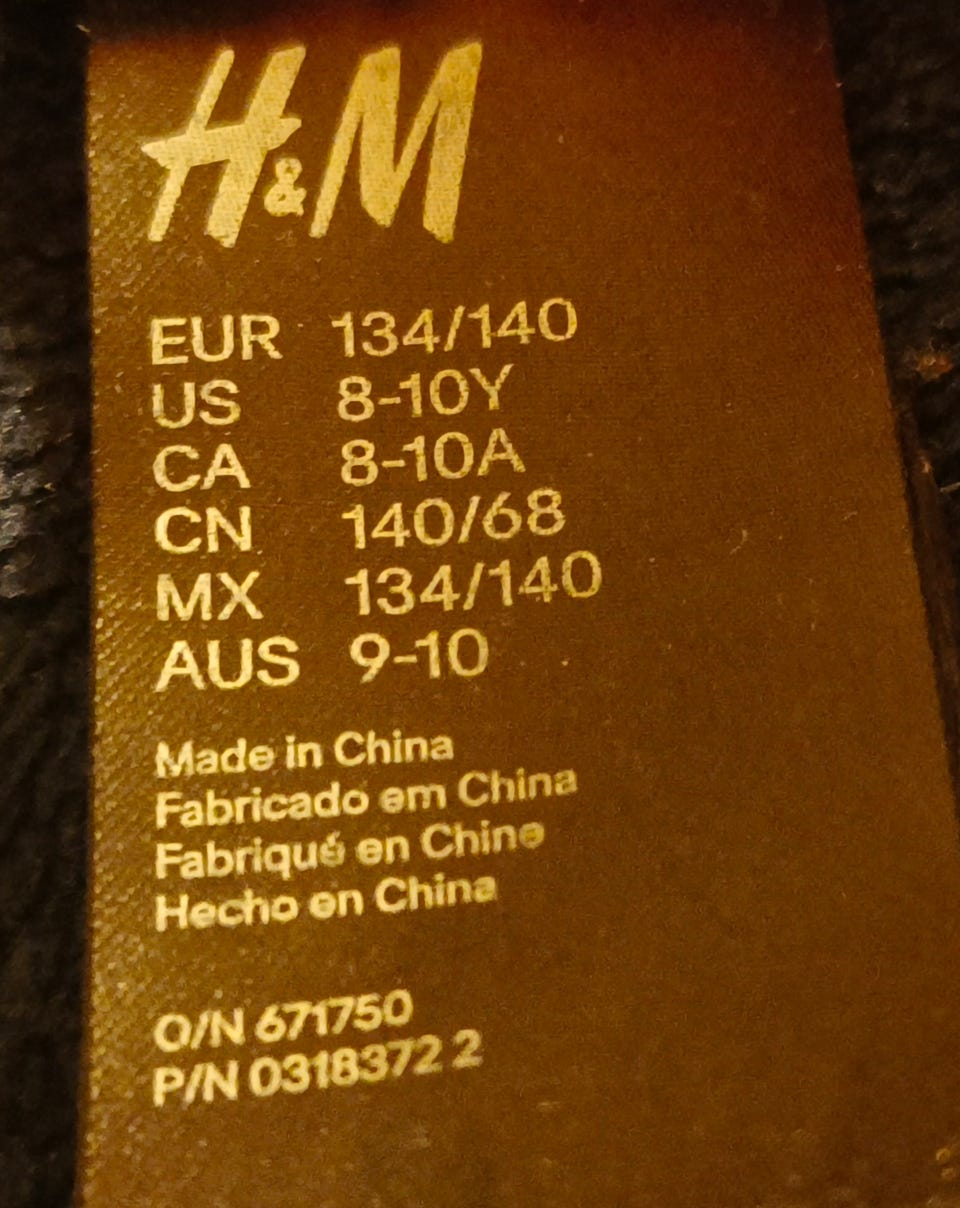 H&M
EUR 134/140
US 8-10Y
CA 8-10A
CN 140/68
MX 134/140
AUS 9-10
Made in China
Fabricado em China
Fabriqué en Chine
Hecho en China
O/N 671750
P/N 0318372 2